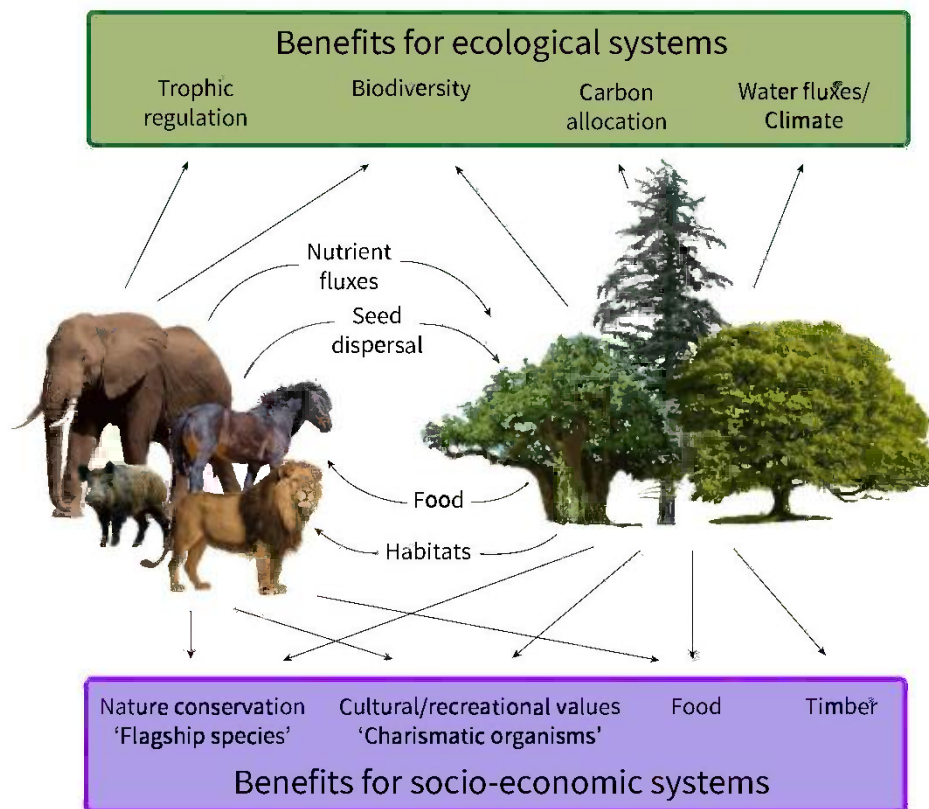 Benefits for ecological systems
Trophic
regulation
Biodiversity
Carbon
allocation
Water fluxes/
Climate
Nutrient
fluxes
Seed
dispersal
Food
Habitats
Nature conservation
‘Flagship species’
Cultural/recreational values
‘Charismatic organisms’
Food
Timber
Benefits for socio-economic systems